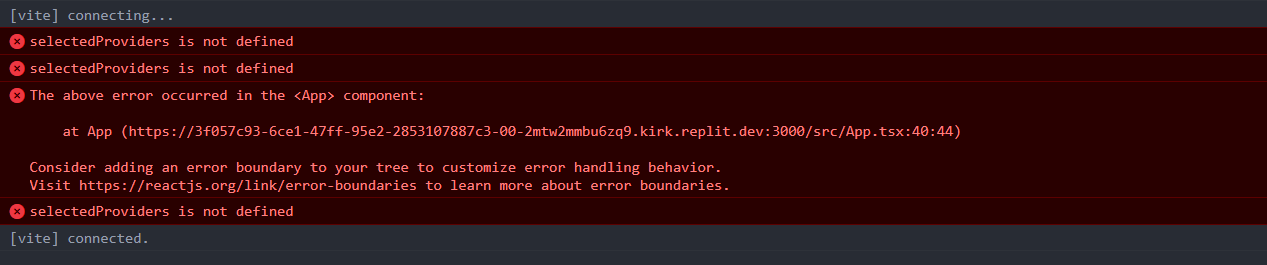 [vite] connecting...
selectedProviders is not defined
selectedProviders is not defined
The above error occurred in the <App> component:
at App (https://3f057c93-6ce1-47ff-95e2-2853107887c3-00-2mtw2mmbu6zq9.kirk.replit.dev:3000/src/App.tsx:40:44)
Consider adding an error boundary to your tree to customize error handling behavior.
Visit https://reactjs.org/link/error-boundaries to learn more about error boundaries.
selectedProviders is not defined
[vite] connected.